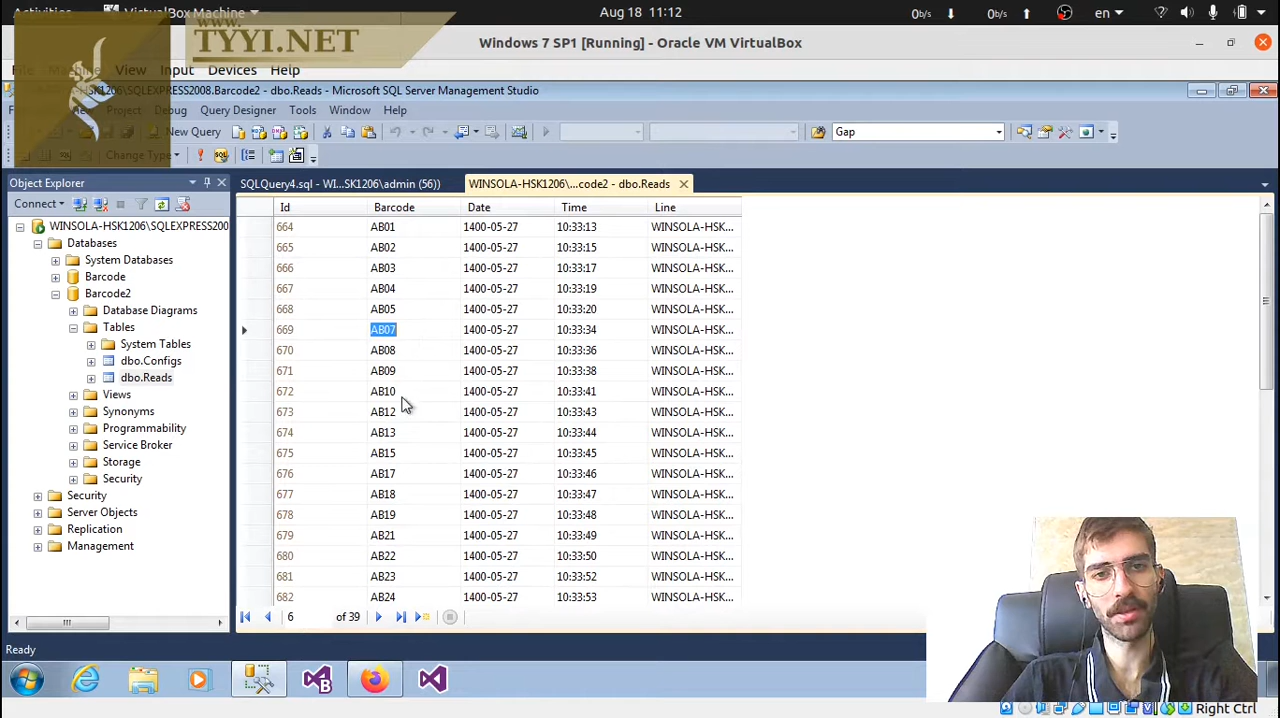 Activities VirtualBox Machine Aug 18 11:12 0b/s 0b/s en
www.
TYYI.NET
Windows 7 SP1 [Running] - Oracle VM VirtualBox
File Machine View Input Devices Help
HSK1206\SQLEXPRESS2008.Barcode2 - dbo.Reads - Microsoft SQL Server Management Studio
View Project Debug Query Designer Tools Window Help
New Query Gap
Change Type
Object Explorer
SQLQuery4.sql - WI...SK1206\admin (56)) WINSOLA-HSK1206\...code2 - dbo.Reads
Connect
WINSOLA-HSK1206\SQLEXPRESS200
Databases
System Databases
Barcode
Barcode2
Database Diagrams
Tables
System Tables
dbo.Configs
dbo.Reads
Views
Synonyms
Programmability
Service Broker
Storage
Security
Security
Server Objects
Replication
Management
Id Barcode Date Time Line
664 AB01 1400-05-27 10:33:13 WINSOLA-HSK...
665 AB02 1400-05-27 10:33:15 WINSOLA-HSK...
666 AB03 1400-05-27 10:33:17 WINSOLA-HSK...
667 AB04 1400-05-27 10:33:19 WINSOLA-HSK...
668 AB05 1400-05-27 10:33:20 WINSOLA-HSK...
669 AB07 1400-05-27 10:33:34 WINSOLA-HSK...
670 AB08 1400-05-27 10:33:36 WINSOLA-HSK...
671 AB09 1400-05-27 10:33:38 WINSOLA-HSK...
672 AB10 1400-05-27 10:33:41 WINSOLA-HSK...
673 AB12 1400-05-27 10:33:43 WINSOLA-HSK...
674 AB13 1400-05-27 10:33:44 WINSOLA-HSK...
675 AB15 1400-05-27 10:33:45 WINSOLA-HSK...
676 AB17 1400-05-27 10:33:46 WINSOLA-HSK...
677 AB18 1400-05-27 10:33:47 WINSOLA-HSK...
678 AB19 1400-05-27 10:33:48 WINSOLA-HSK...
679 AB21 1400-05-27 10:33:49 WINSOLA-HSK...
680 AB22 1400-05-27 10:33:50 WINSOLA-HSK...
681 AB23 1400-05-27 10:33:52 WINSOLA-HSK...
682 AB24 1400-05-27 10:33:53 WINSOLA-HSK...
6 of 39
Ready
Right Ctrl